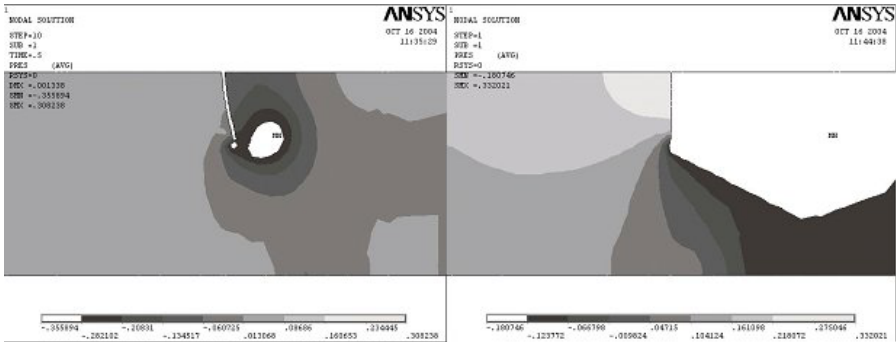 1
NODAL SOLUTION
STEP=10
SUB =1
TIME=.5
PRES (AVG)
RSYS=0
DMX =.001338
SMN =-.355894
SMX =.308238
ANSYS
OCT 16 2004
11:35:29
MN
-.355894
-.282102
-.20831
-.134517
-.060725
.013068
.08686
.160653
.234445
.308238
1
NODAL SOLUTION
STEP=1
SUB =1
PRES (AVG)
RSYS=0
SMN =-.180746
SMX =.332021
ANSYS
OCT 16 2004
11:44:38
MN
-.180746
-.123772
-.066798
-.009824
.04715
.104124
.161098
.218072
.275046
.332021